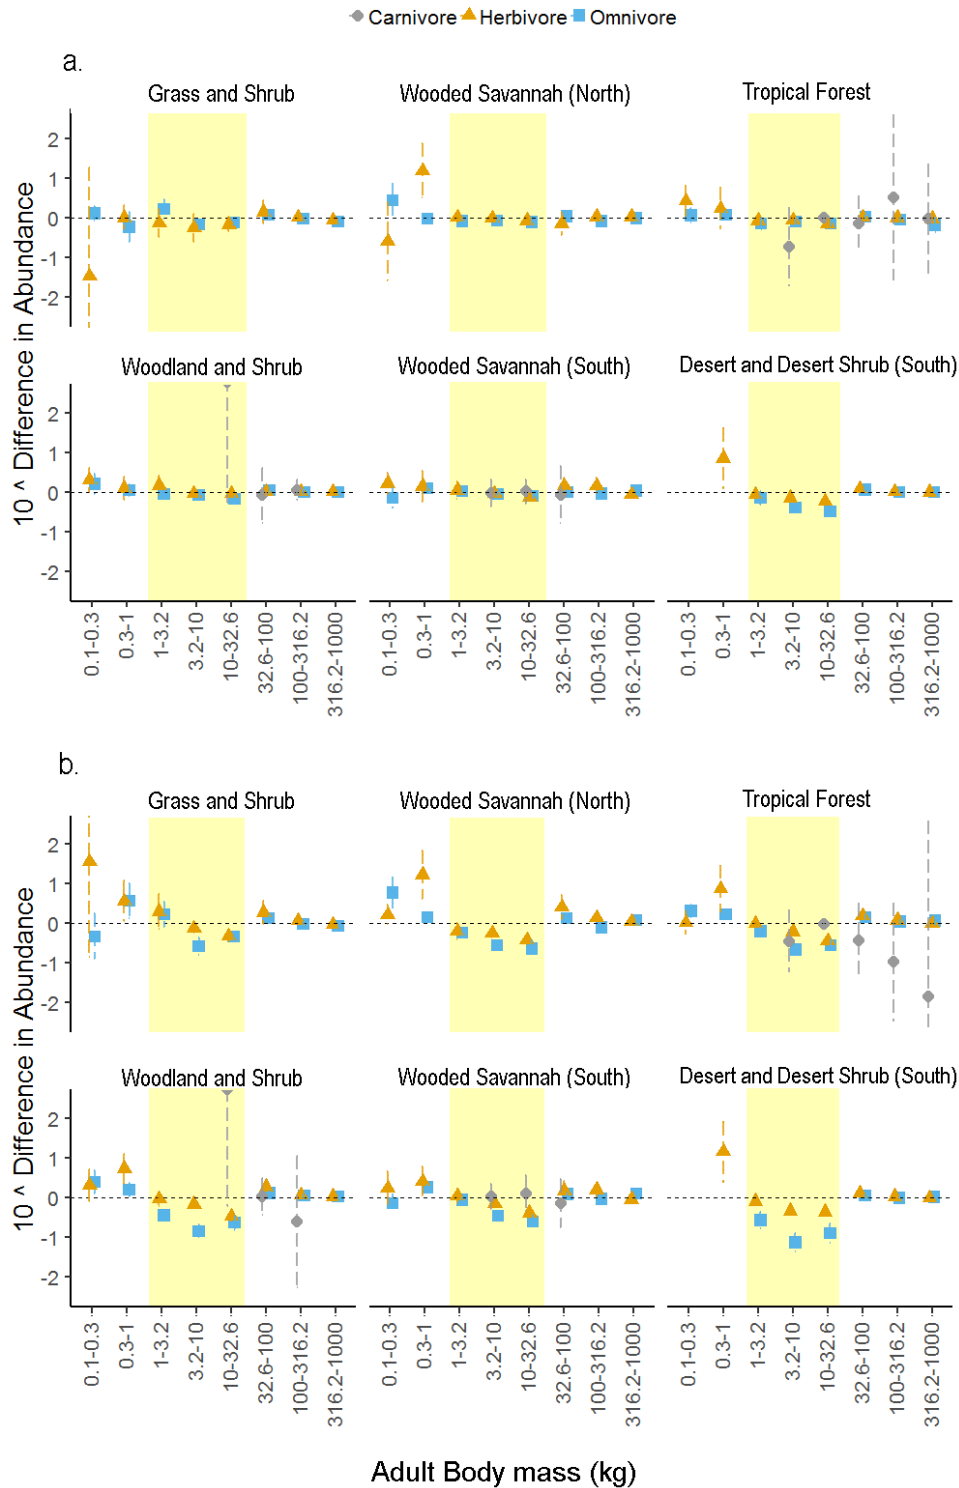 Carnivore Herbivore Omnivore
a.
Grass and Shrub Wooded Savannah (North) Tropical Forest
2
1
0
-1
-2
Woodland and Shrub Wooded Savannah (South) Desert and Desert Shrub (South)
2
1
0
-1
-2
10 ^ Difference in Abundance
0.1-0.3 0.3-1 1-3.2 3.2-10 10-32.6 32.6-100 100-316.2 316.2-1000
0.1-0.3 0.3-1 1-3.2 3.2-10 10-32.6 32.6-100 100-316.2 316.2-1000
0.1-0.3 0.3-1 1-3.2 3.2-10 10-32.6 32.6-100 100-316.2 316.2-1000
b.
Grass and Shrub Wooded Savannah (North) Tropical Forest
2
1
0
-1
-2
Woodland and Shrub Wooded Savannah (South) Desert and Desert Shrub (South)
2
1
0
-1
-2
10 ^ Difference in Abundance
0.1-0.3 0.3-1 1-3.2 3.2-10 10-32.6 32.6-100 100-316.2 316.2-1000
0.1-0.3 0.3-1 1-3.2 3.2-10 10-32.6 32.6-100 100-316.2 316.2-1000
0.1-0.3 0.3-1 1-3.2 3.2-10 10-32.6 32.6-100 100-316.2 316.2-1000
Adult Body mass (kg)